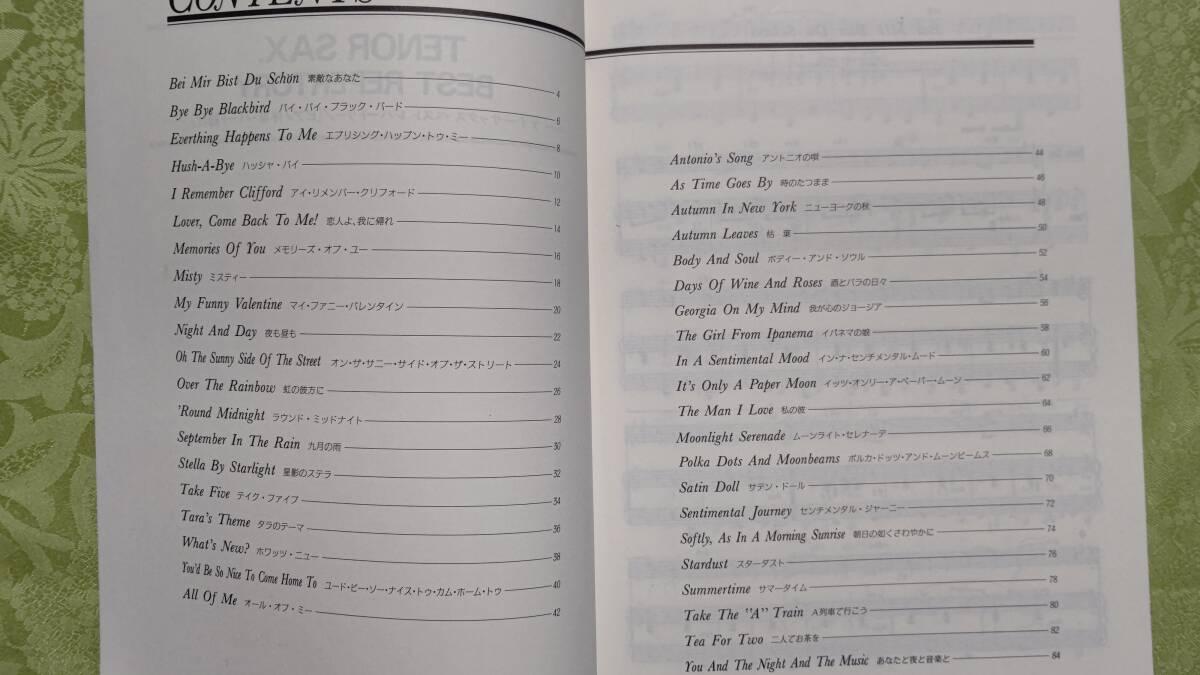 CONTENTS
TENOR SAX.
BEST REPERTORY
Bei Mir Bist Du Schön 素敵なあなた 4
Bye Bye Blackbird バイ・バイ・ブラック・バード 6
Everthing Happens To Me エブリシング・ハップン・トゥ・ミー 8
Hush-A-Bye ハッシャ・バイ 10
I Remember Clifford アイ・リメンバー・クリフォード 12
Lover, Come Back To Me! 恋人よ、我に帰れ 14
Memories Of You メモリーズ・オブ・ユー 16
Misty ミスティー 18
My Funny Valentine マイ・ファニー・バレンタイン 20
Night And Day 夜も昼も 22
Oh The Sunny Side Of The Street オン・ザ・サニー・サイド・オブ・ザ・ストリート 24
Over The Rainbow 虹の彼方に 26
'Round Midnight ラウンド・ミッドナイト 28
September In The Rain 九月の雨 30
Stella By Starlight 星影のステラ 32
Take Five テイク・ファイブ 34
Tara's Theme タラのテーマ 36
What's New? ホワッツ・ニュー 38
You'd Be So Nice To Come Home To ユード・ビー・ソー・ナイス・トゥ・カム・ホーム・トゥ 40
All Of Me オール・オブ・ミー 42
Antonio's Song アントニオの唄 44
As Time Goes By 時のたつまま 46
Autumn In New York ニューヨークの秋 48
Autumn Leaves 枯葉 50
Body And Soul ボディー・アンド・ソウル 52
Days Of Wine And Roses 酒とバラの日々 54
Georgia On My Mind 我が心のジョージア 56
The Girl From Ipanema イパネマの娘 58
In A Sentimental Mood イン・ナ・センチメンタル・ムード 60
It's Only A Paper Moon イッツ・オンリー・ア・ペーパー・ムーン 62
The Man I Love 私の彼 64
Moonlight Serenade ムーンライト・セレナーデ 66
Polka Dots And Moonbeams ポルカ・ドッツ・アンド・ムーンビームス 68
Satin Doll サテン・ドール 70
Sentimental Journey センチメンタル・ジャーニー 72
Softly, As In A Morning Sunrise 朝日の如くさわやかに 74
Stardust スターダスト 76
Summertime サマータイム 78
Take The "A" Train A列車で行こう 80
Tea For Two 二人でお茶を 82
You And The Night And The Music あなたと夜と音楽と 84